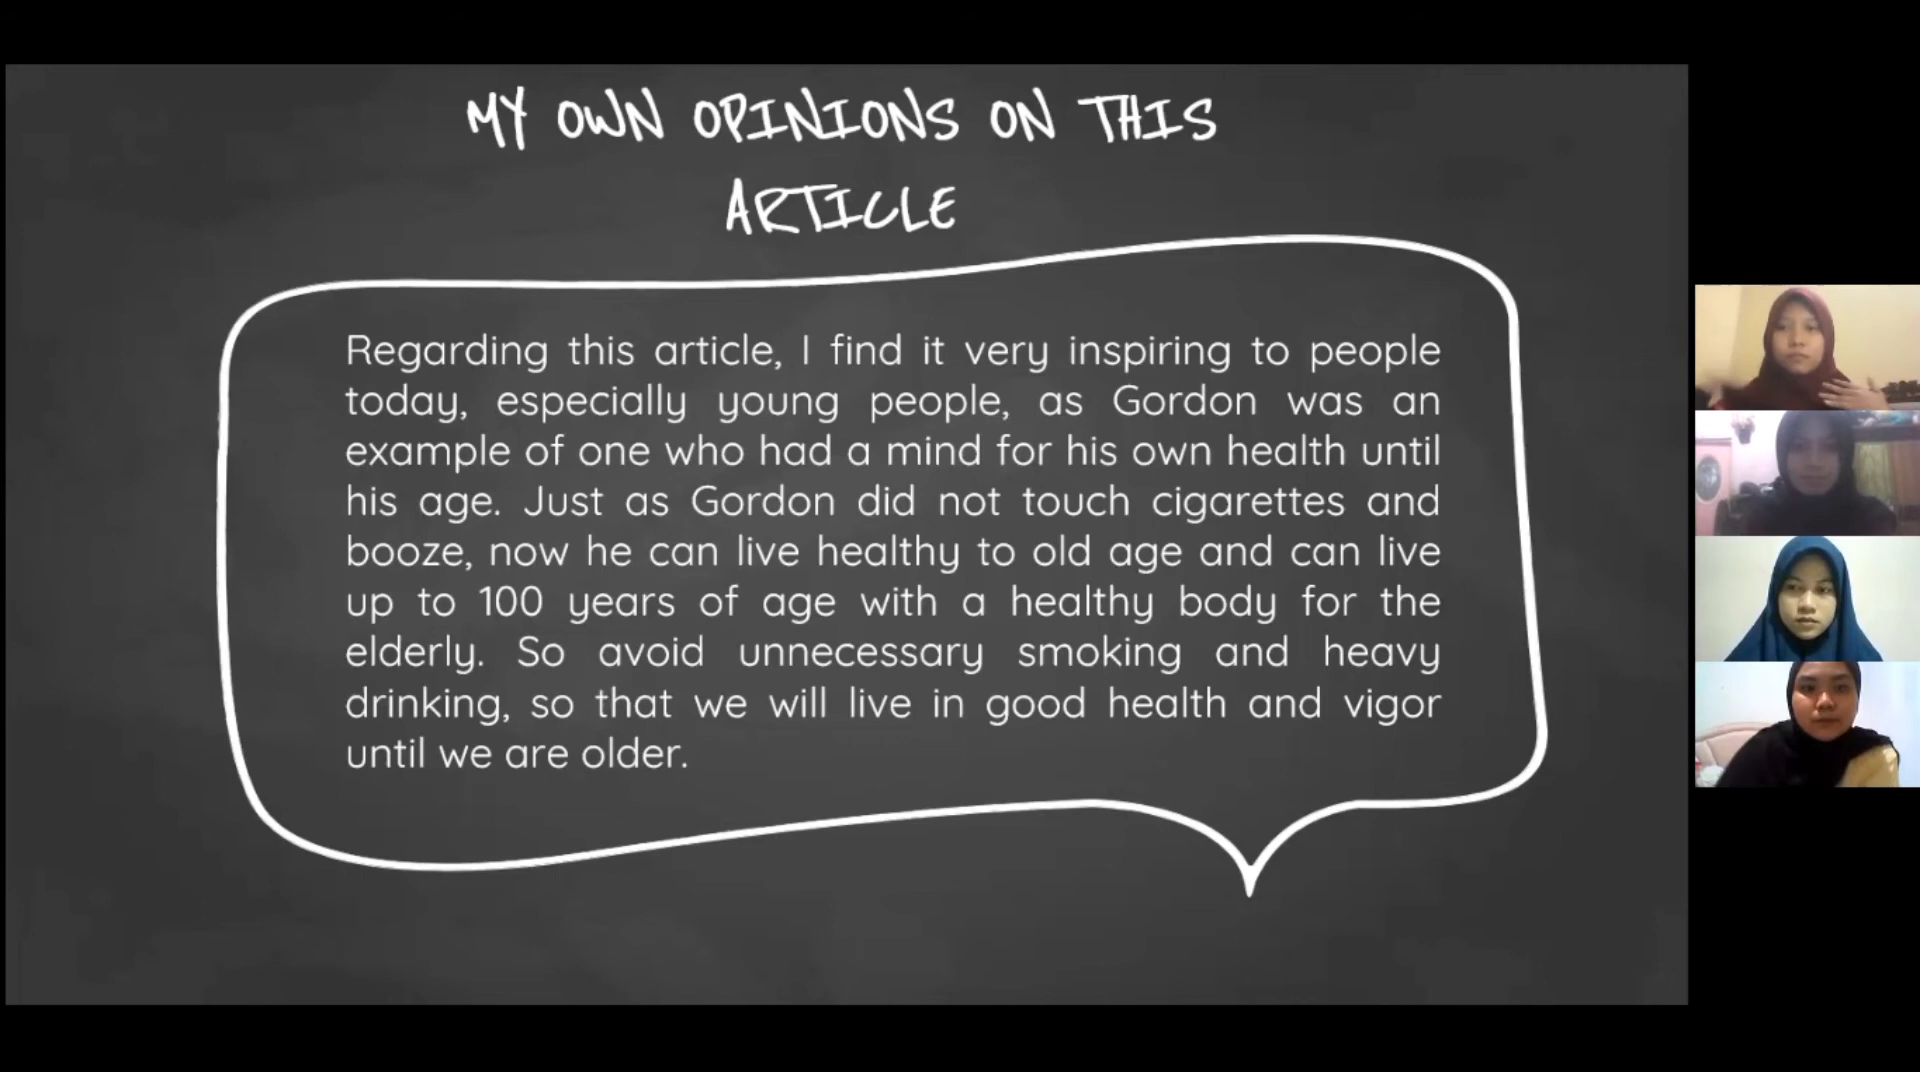 MY OWN OPINIONS ON THIS
ARTICLE
Regarding this article, I find it very inspiring to people
today, especially young people, as Gordon was an
example of one who had a mind for his own health until
his age. Just as Gordon did not touch cigarettes and
booze, now he can live healthy to old age and can live
up to 100 years of age with a healthy body for the
elderly. So avoid unnecessary smoking and heavy
drinking, so that we will live in good health and vigor
until we are older.